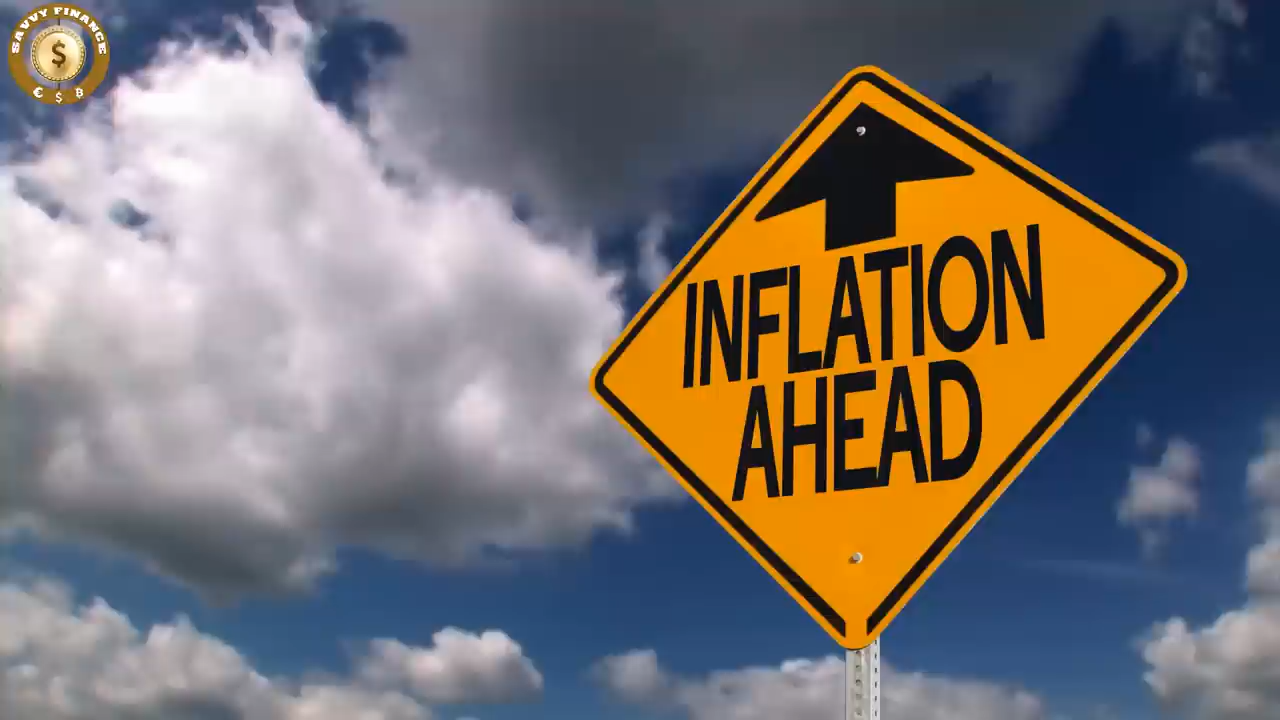 SAVVY FINANCE
$
€ $ ₿
INFLATION
AHEAD